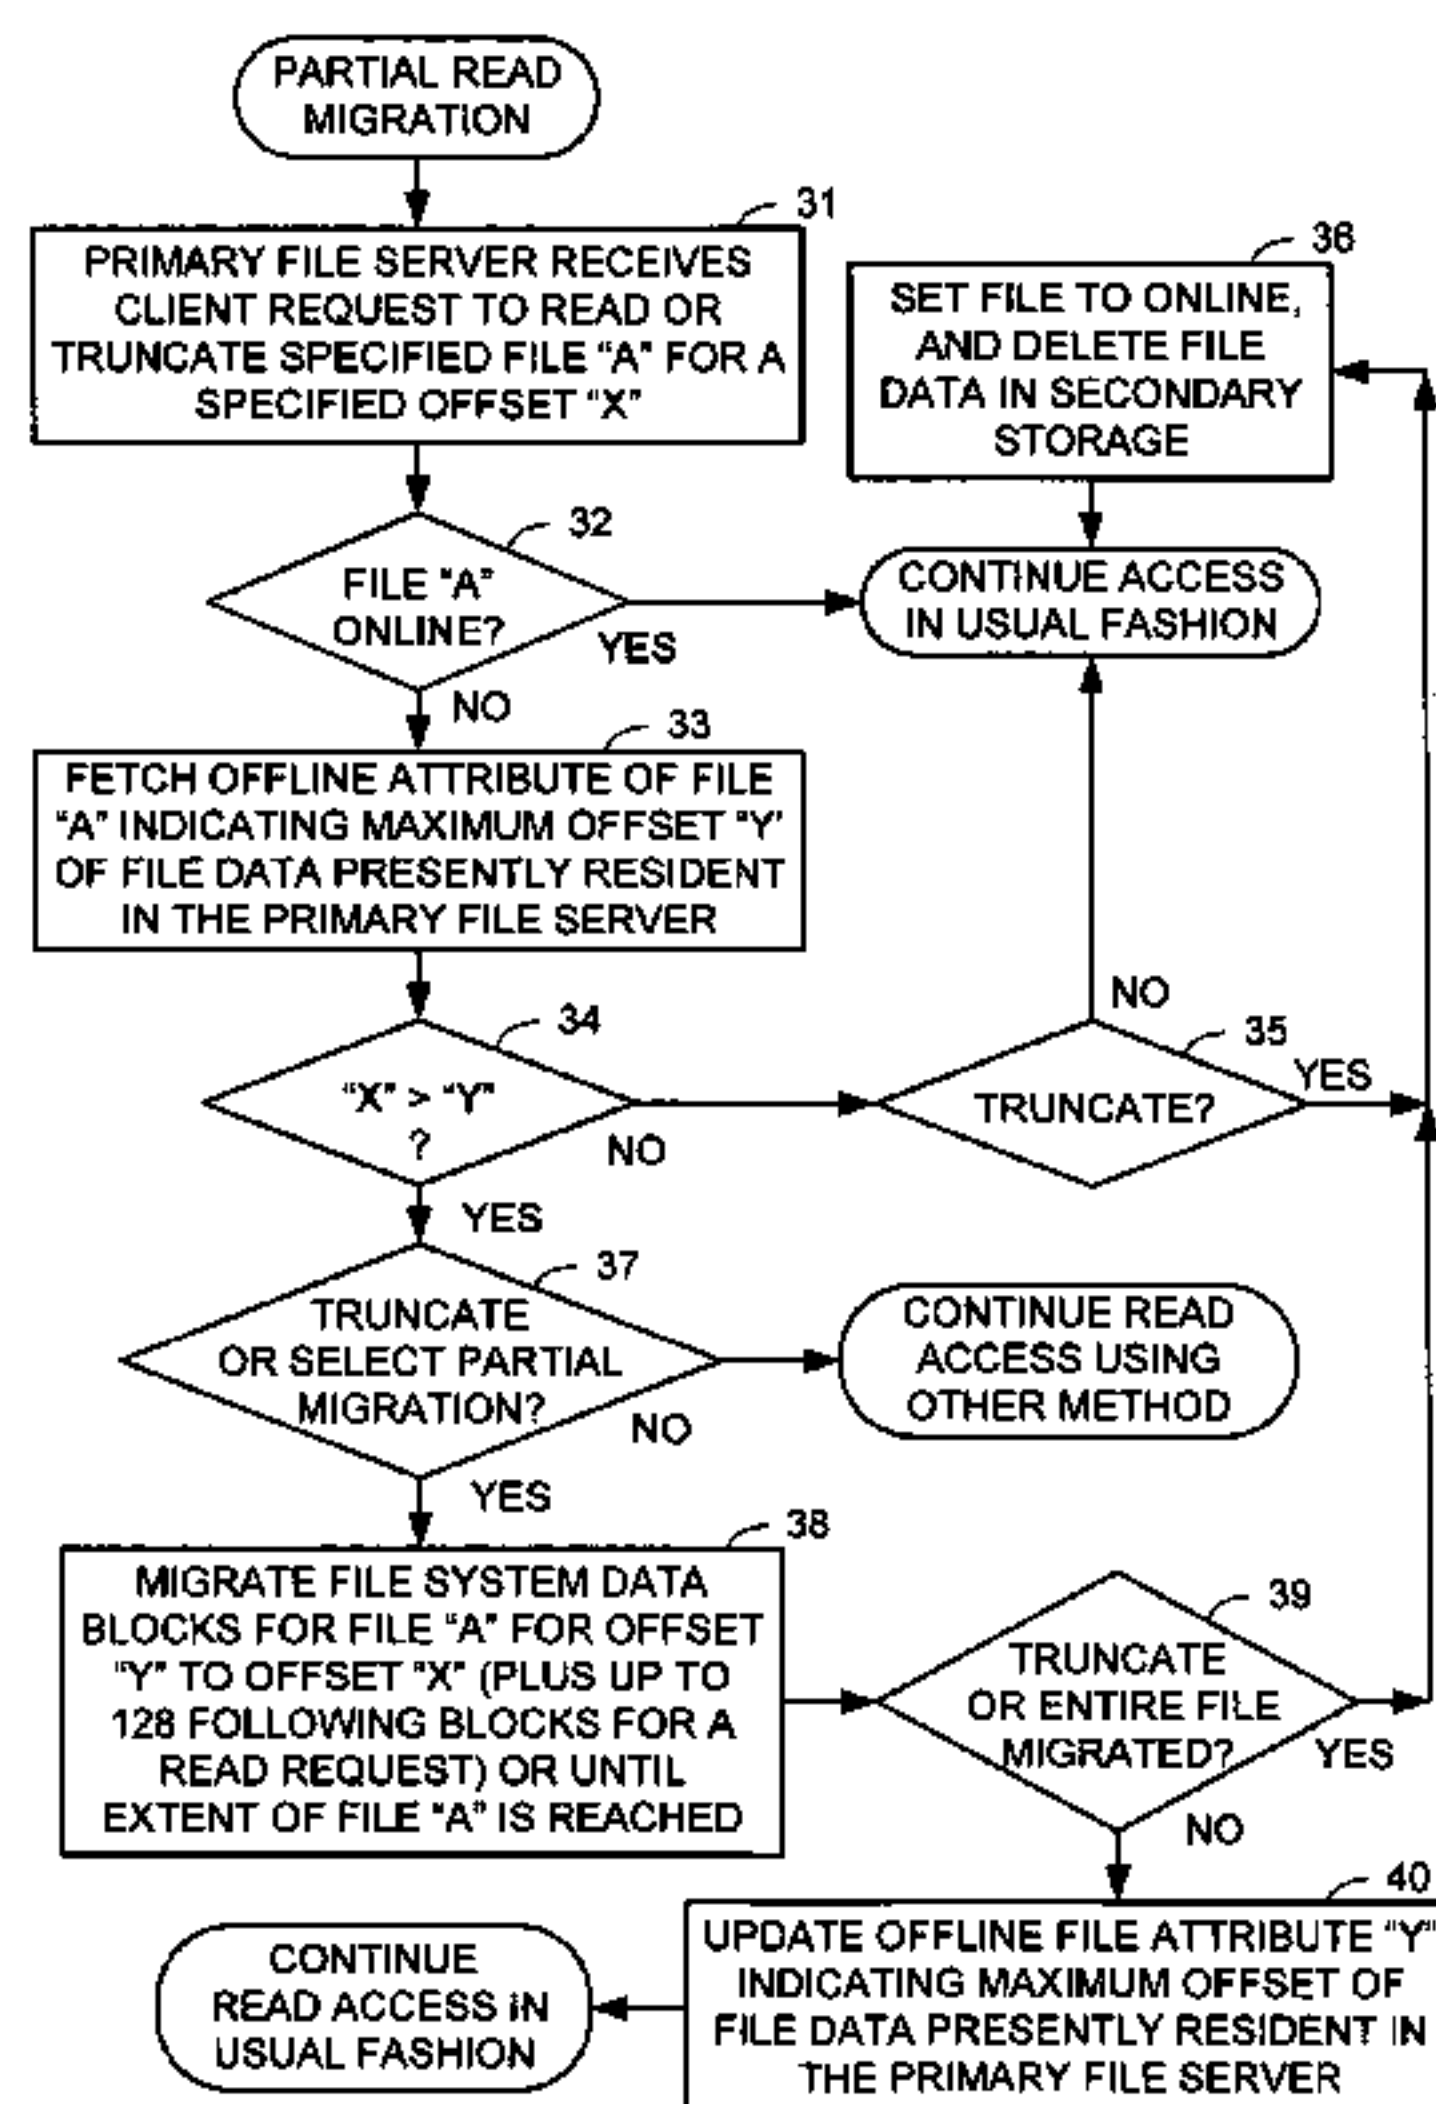 PARTIAL READ
MIGRATION
31
PRIMARY FILE SERVER RECEIVES
CLIENT REQUEST TO READ OR
TRUNCATE SPECIFIED FILE "A" FOR A
SPECIFIED OFFSET "X"
36
SET FILE TO ONLINE,
AND DELETE FILE
DATA IN SECONDARY
STORAGE
32
FILE "A"
ONLINE?
YES
NO
CONTINUE ACCESS
IN USUAL FASHION
33
FETCH OFFLINE ATTRIBUTE OF FILE
"A" INDICATING MAXIMUM OFFSET "Y'
OF FILE DATA PRESENTLY RESIDENT
IN THE PRIMARY FILE SERVER
34
"X" > "Y"
?
NO
YES
NO
35
TRUNCATE?
YES
37
TRUNCATE
OR SELECT PARTIAL
MIGRATION?
NO
YES
CONTINUE READ
ACCESS USING
OTHER METHOD
38
MIGRATE FILE SYSTEM DATA
BLOCKS FOR FILE "A" FOR OFFSET
"Y" TO OFFSET "X" (PLUS UP TO
128 FOLLOWING BLOCKS FOR A
READ REQUEST) OR UNTIL
EXTENT OF FILE "A" IS REACHED
39
TRUNCATE
OR ENTIRE FILE
MIGRATED?
YES
NO
40
UPDATE OFFLINE FILE ATTRIBUTE "Y"
INDICATING MAXIMUM OFFSET OF
FILE DATA PRESENTLY RESIDENT IN
THE PRIMARY FILE SERVER
CONTINUE
READ ACCESS IN
USUAL FASHION